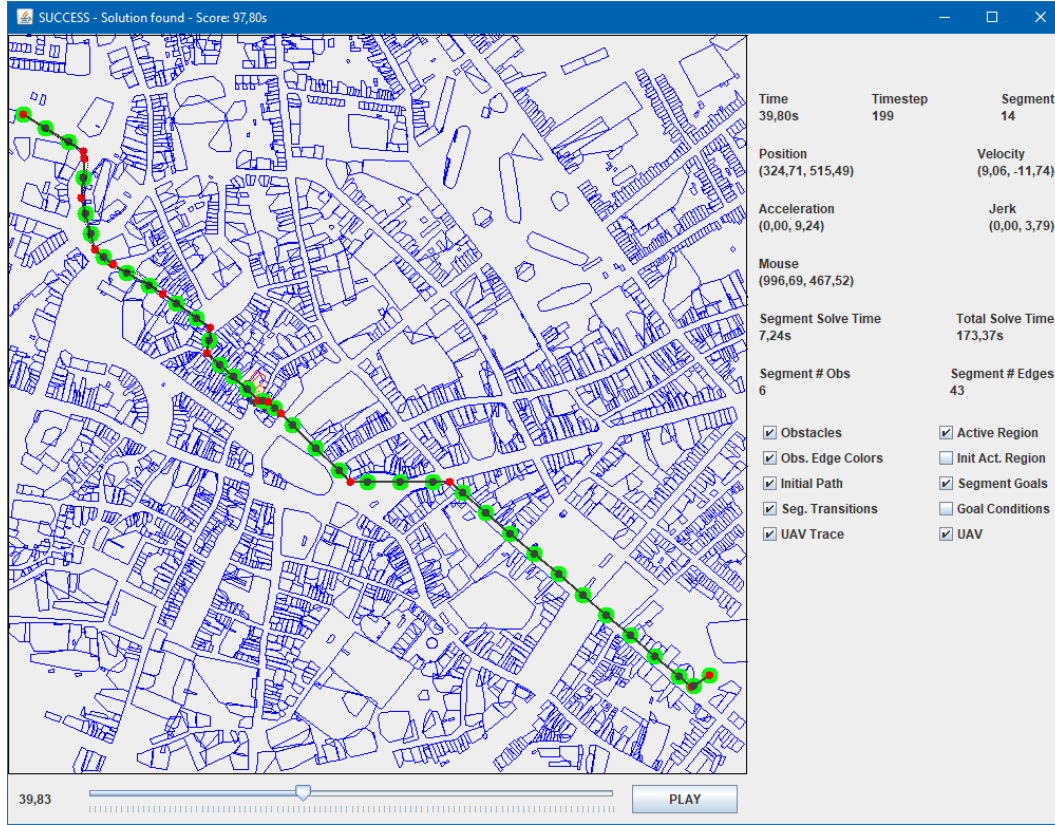 SUCCESS - Solution found - Score: 97,80s
Time Timestep Segment
39,80s 199 14
Position Velocity
(324,71, 515,49) (9,06, -11,74)
Acceleration Jerk
(0,00, 9,24) (0,00, 3,79)
Mouse
(996,69, 467,52)
Segment Solve Time Total Solve Time
7,24s 173,37s
Segment # Obs Segment # Edges
6 43
Obstacles Active Region
Obs. Edge Colors Init Act. Region
Initial Path Segment Goals
Seg. Transitions Goal Conditions
UAV Trace UAV
39,83 PLAY